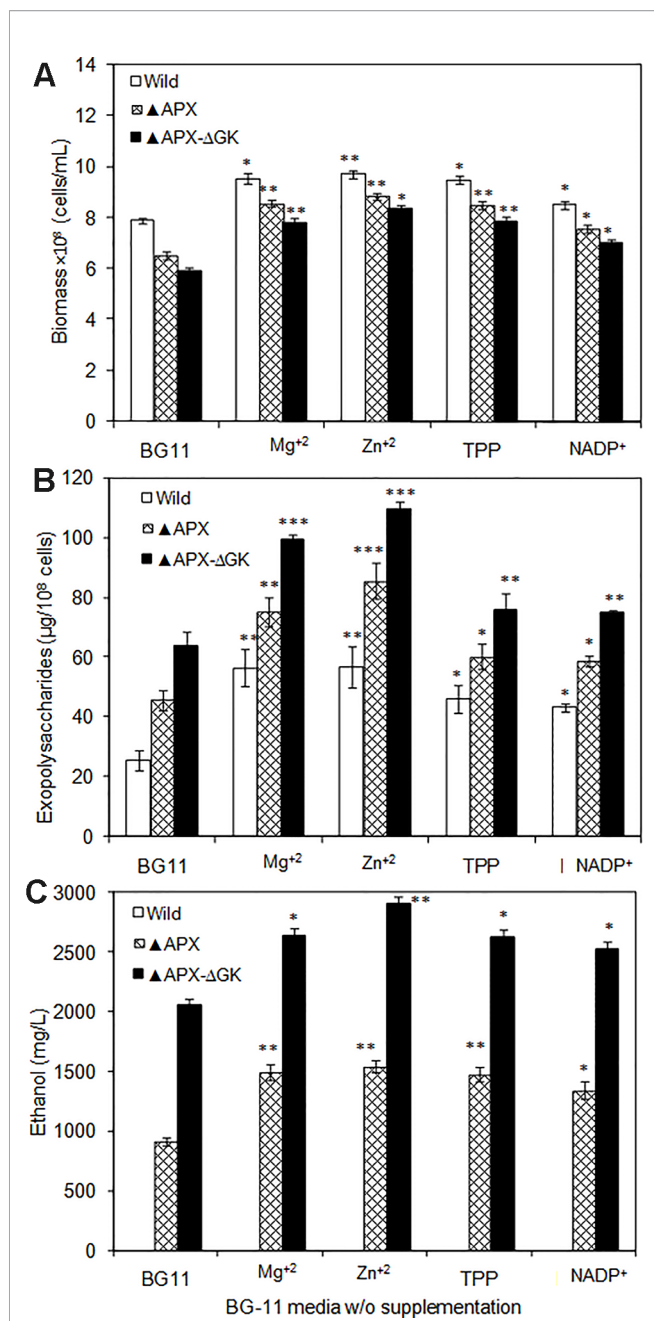 A
14
12
10
8
6
4
2
0
Biomass ×10⁸ (cells/mL)
Wild
▲APX
▲APX-ΔGK
* ** **
** ** *
* ** **
* * *
BG11 Mg⁺² Zn⁺² TPP NADP⁺
B
120
100
80
60
40
20
0
Exopolysaccharides (µg/10⁸ cells)
Wild
▲APX
▲APX-ΔGK
** ** ***
** *** ***
* * **
* * **
BG11 Mg⁺² Zn⁺² TPP | NADP⁺
C
3000
2500
2000
1500
1000
500
0
Ethanol (mg/L)
Wild
▲APX
▲APX-ΔGK
** *
** **
** *
* *
BG11 Mg⁺² Zn⁺² TPP NADP⁺
BG-11 media w/o supplementation